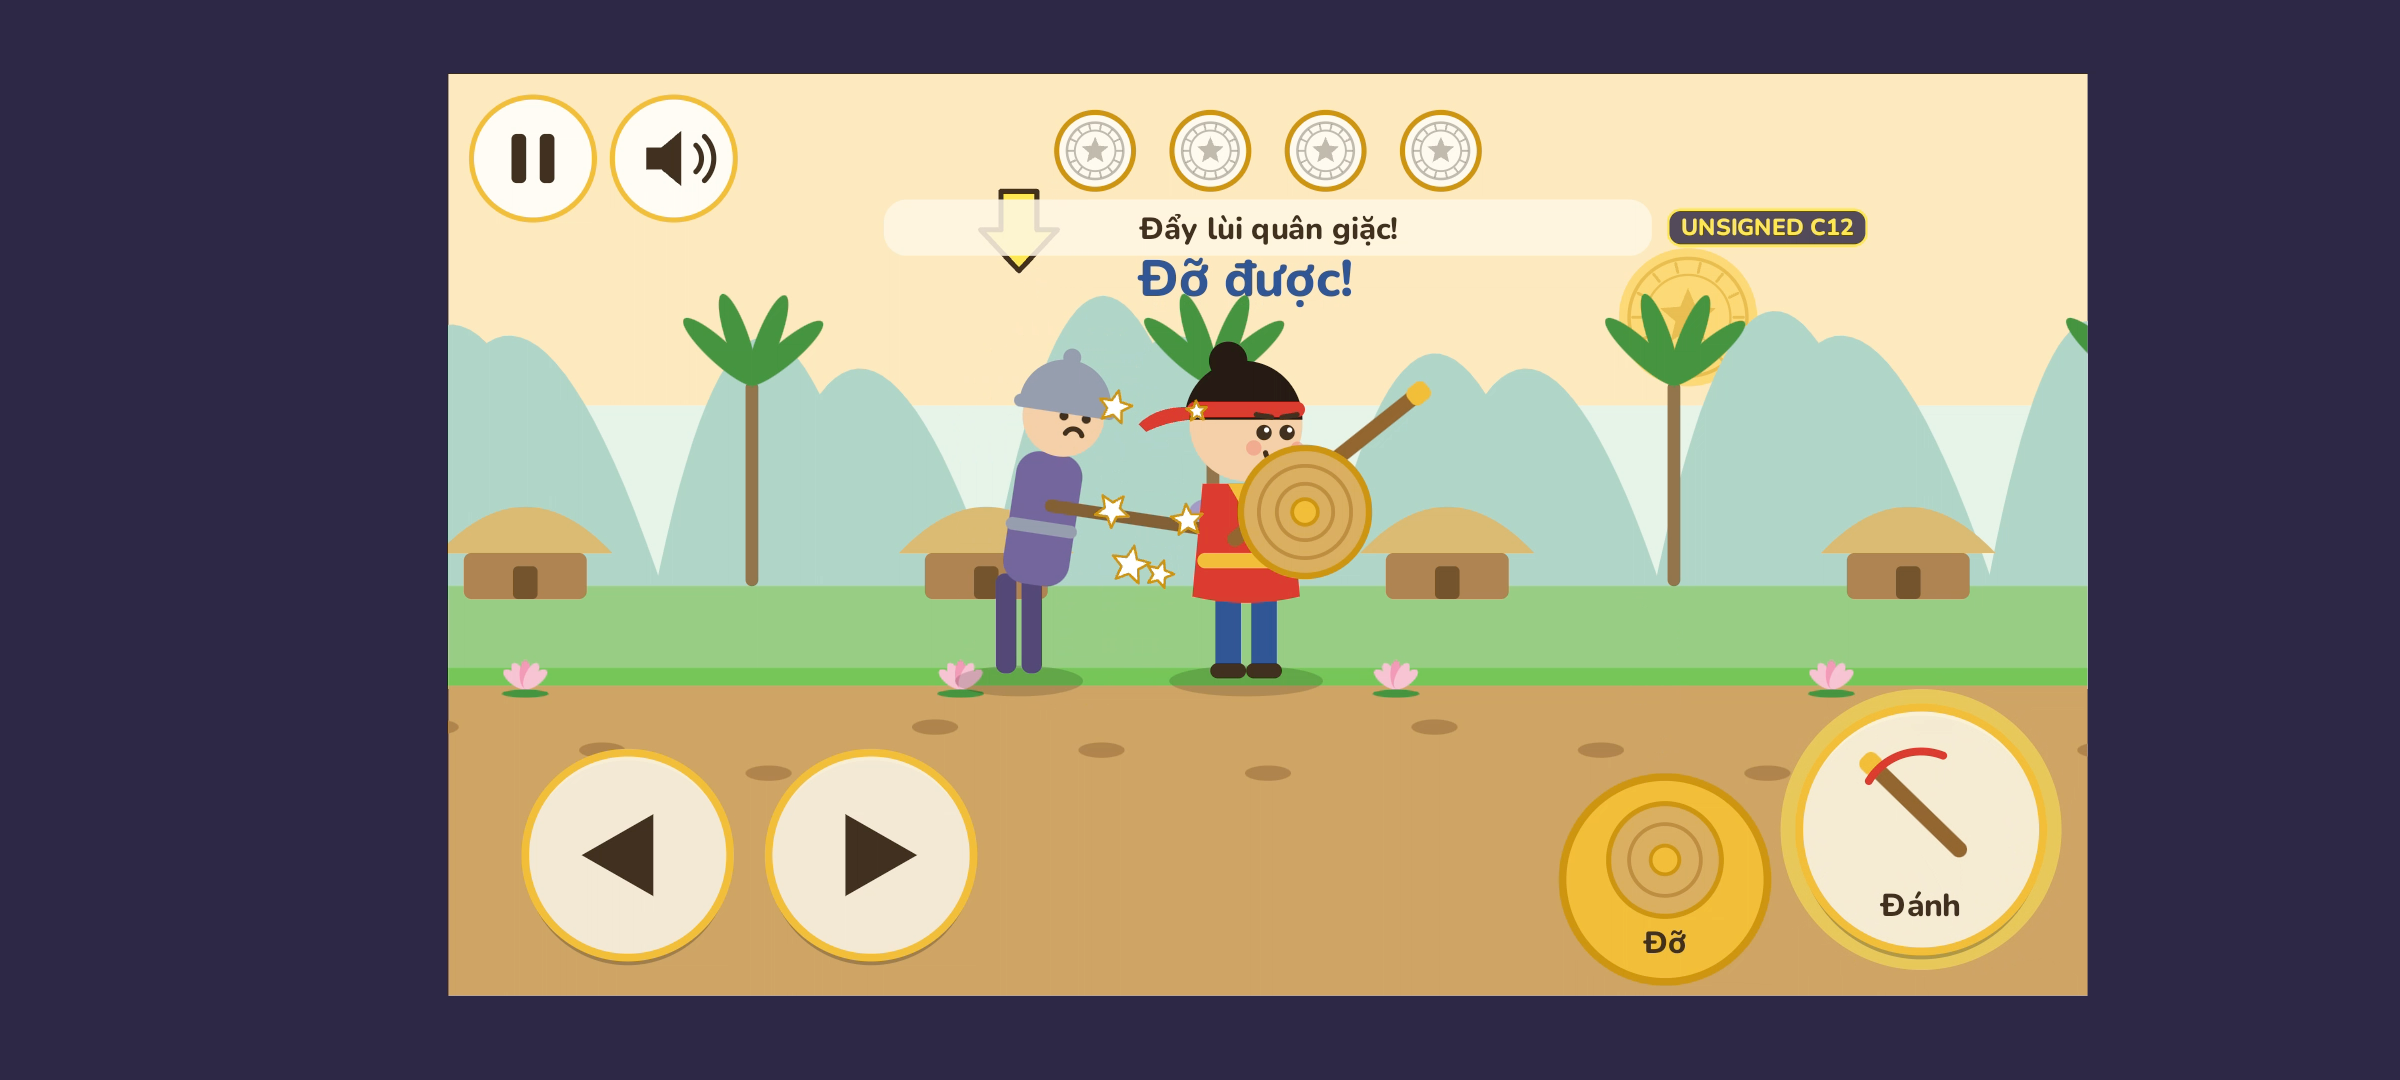 Đẩy lùi quân giặc!
UNSIGNED C12
Đỡ được!
Đánh
Đỡ